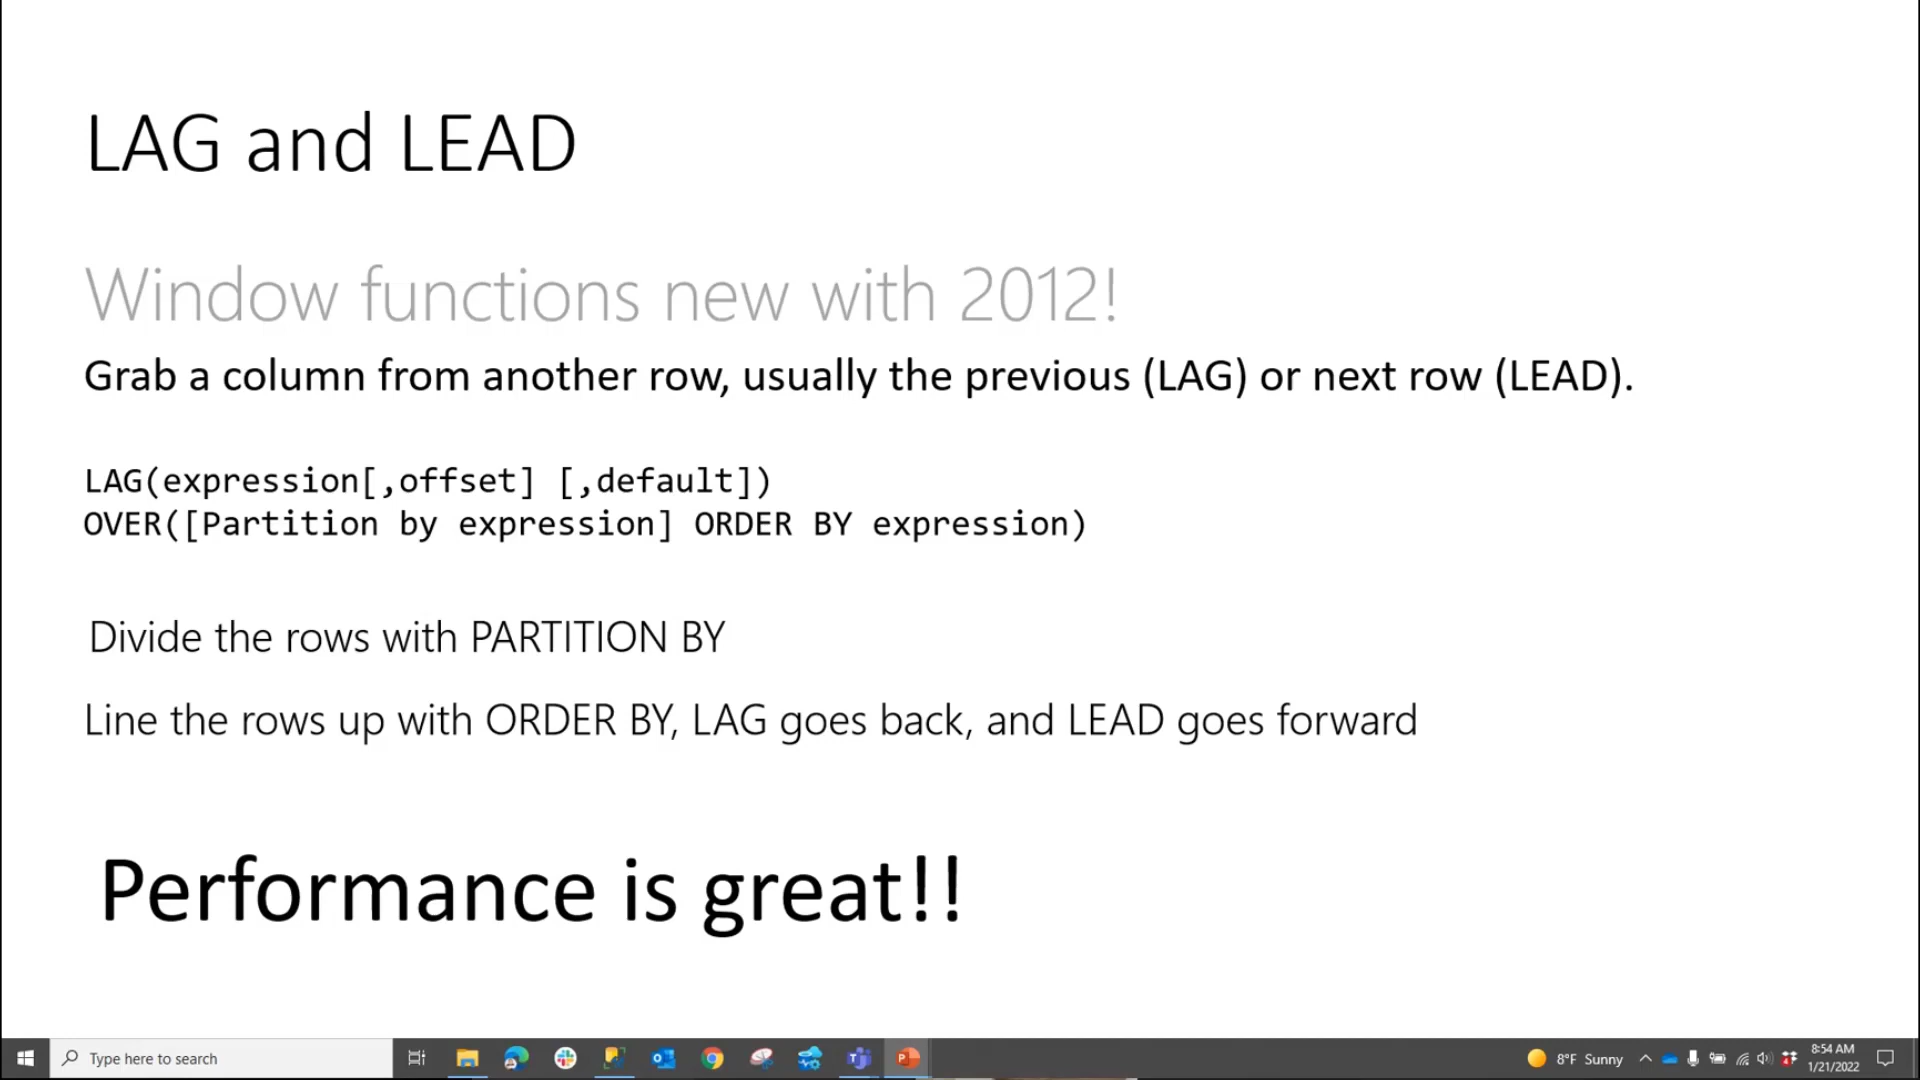 LAG and LEAD
Window functions new with 2012!
Grab a column from another row, usually the previous (LAG) or next row (LEAD).
LAG(expression[,offset] [,default])
OVER([Partition by expression] ORDER BY expression)
Divide the rows with PARTITION BY
Line the rows up with ORDER BY, LAG goes back, and LEAD goes forward
Performance is great!!
Type here to search
8°F Sunny
8:54 AM
1/21/2022